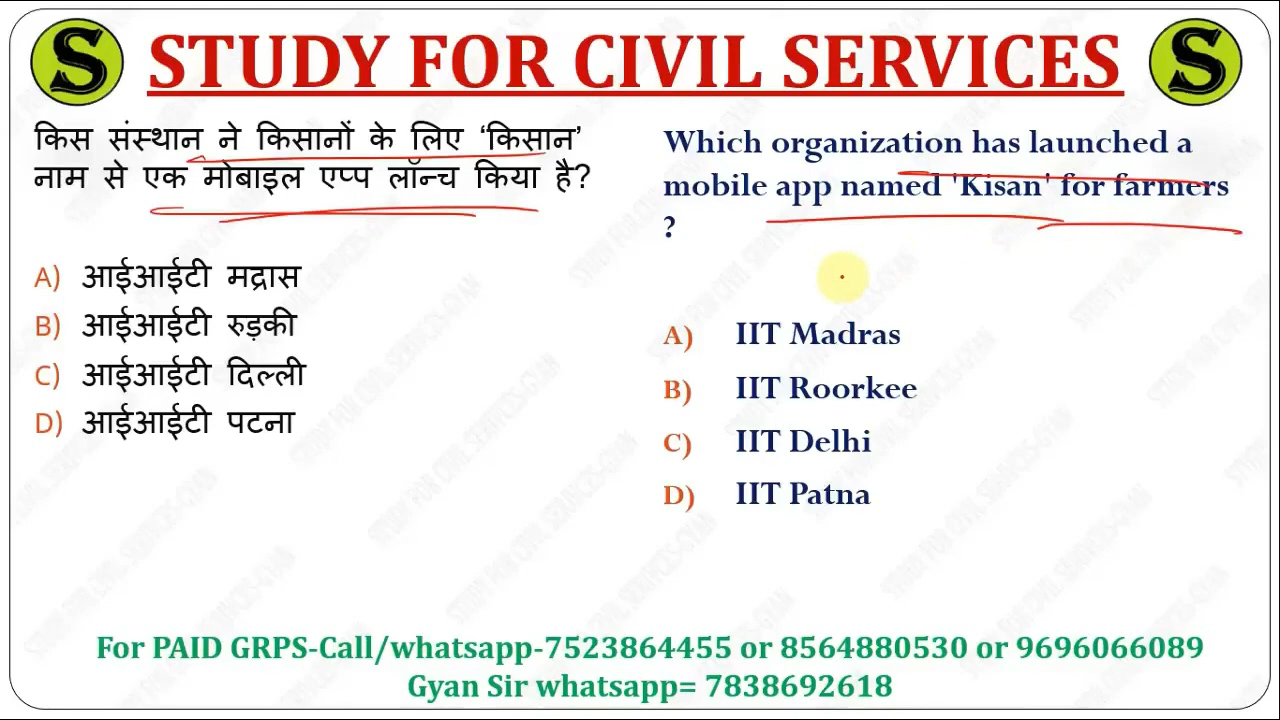 S STUDY FOR CIVIL SERVICES S
किस संस्थान ने किसानों के लिए ‘किसान’
नाम से एक मोबाइल एप्प लॉन्च किया है?
A) आईआईटी मद्रास
B) आईआईटी रुड़की
C) आईआईटी दिल्ली
D) आईआईटी पटना
Which organization has launched a
mobile app named 'Kisan' for farmers
?
A) IIT Madras
B) IIT Roorkee
C) IIT Delhi
D) IIT Patna
For PAID GRPS-Call/whatsapp-7523864455 or 8564880530 or 9696066089
Gyan Sir whatsapp= 7838692618